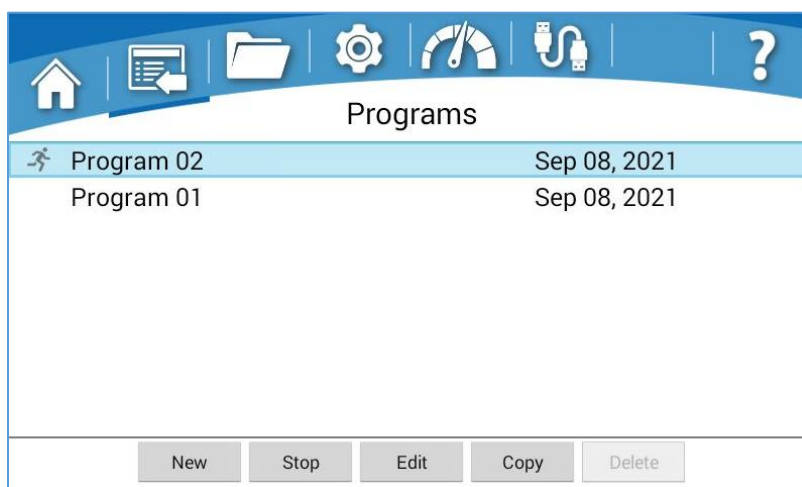 ?
Programs
Program 02 Sep 08, 2021
Program 01 Sep 08, 2021
New Stop Edit Copy Delete